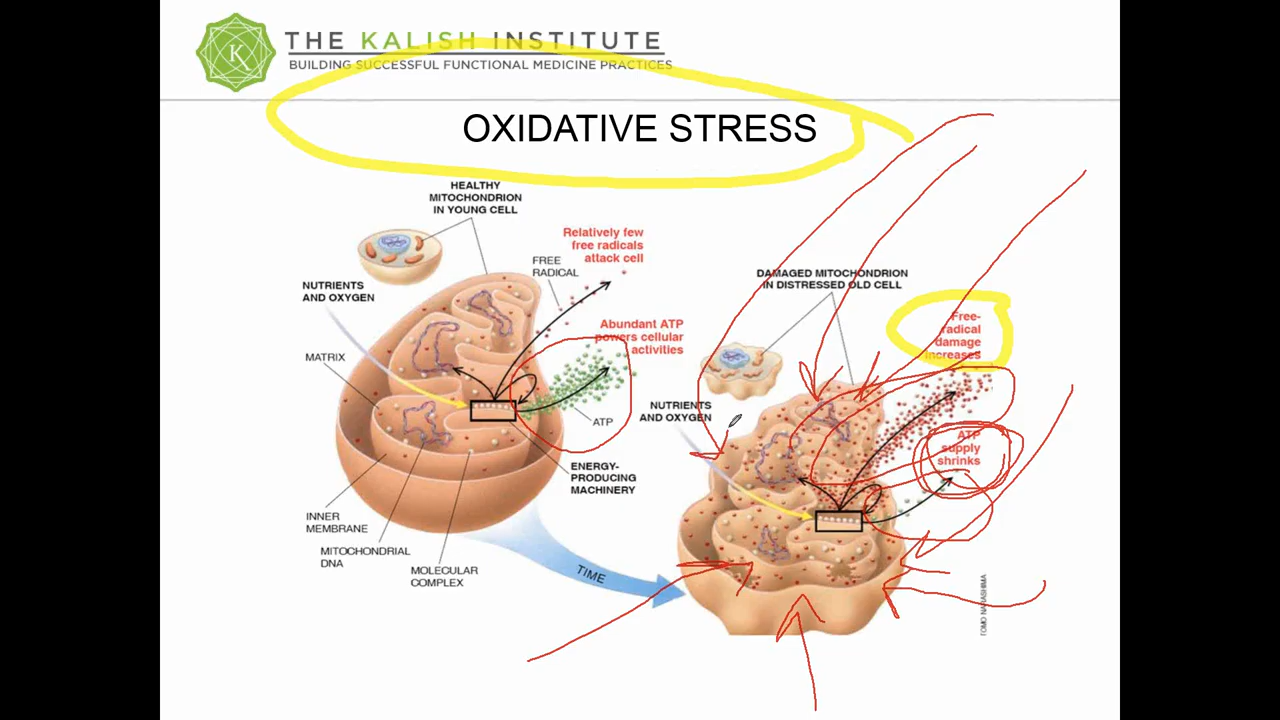 K
THE KALISH INSTITUTE
BUILDING SUCCESSFUL FUNCTIONAL MEDICINE PRACTICES
OXIDATIVE STRESS
HEALTHY
MITOCHONDRION
IN YOUNG CELL
Relatively few
free radicals
attack cell
FREE
RADICAL
NUTRIENTS
AND OXYGEN
Abundant ATP
powers cellular
activities
MATRIX
ATP
ENERGY-
PRODUCING
MACHINERY
INNER
MEMBRANE
MITOCHONDRIAL
DNA
MOLECULAR
COMPLEX
TIME
DAMAGED MITOCHONDRION
IN DISTRESSED OLD CELL
Free-
radical
damage
increases
NUTRIENTS
AND OXYGEN
ATP
supply
shrinks
TOMO NARASHIMA